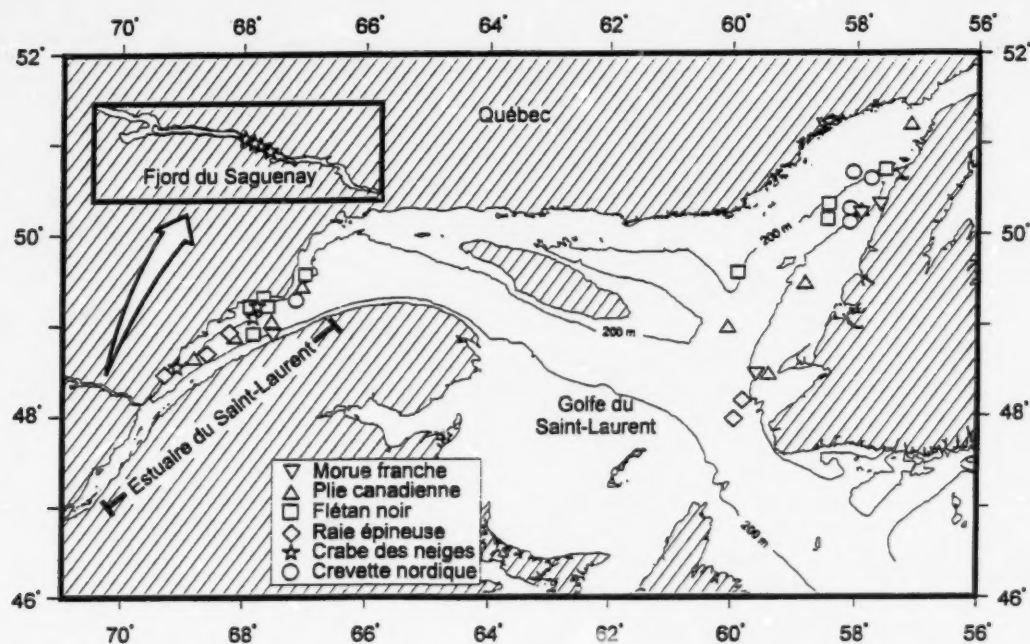 70° 68° 66° 64° 62° 60° 58° 56°
52° 52°
Québec
Fjord du Saguenay
50° 50°
200 m
200 m
48° 48°
Estuaire du Saint-Laurent
Golfe du
Saint-Laurent
Morue franche
Plie canadienne
Flétan noir
Raie épineuse
Crabe des neiges
Crevette nordique
200 m
46° 46°
70° 68° 66° 64° 62° 60° 58° 56°